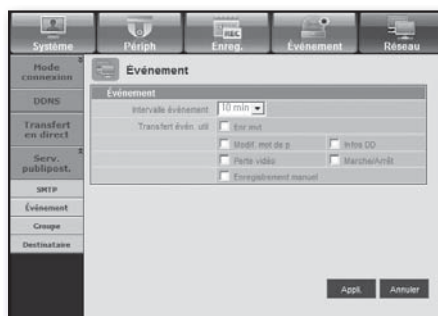 Système
Périph
Enreg.
Événement
Réseau
Mode connexion
DDNS
Transfert en direct
Serv. publipost.
SMTP
Événement
Groupe
Destinataire
Événement
Événement
Intervalle événement 10 min
Transfert évén. util
Modif. mot de p. Infos DD
Perte vidéo Marche/Arrêt
Enregistrement manuel
Appl. Annuler